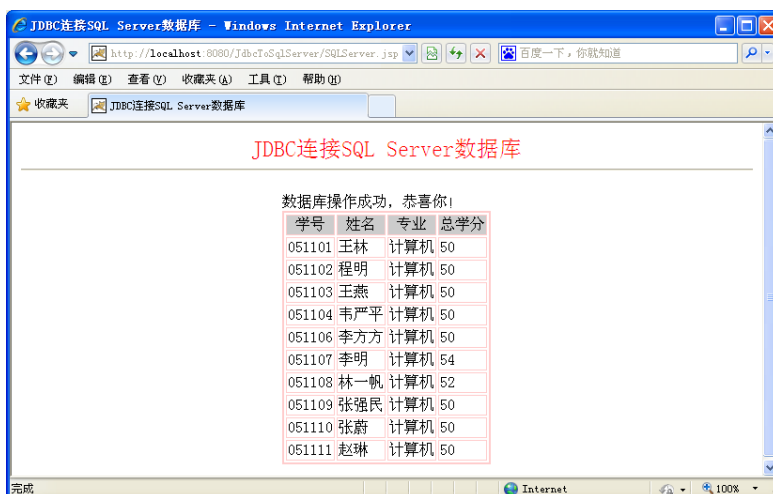 JDBC连接SQL Server数据库 - Windows Internet Explorer
http://localhost:8080/JdbcToSqlServer/SQLServer.jsp 百度一下，你就知道
文件(F) 编辑(E) 查看(V) 收藏夹(A) 工具(T) 帮助(H)
收藏夹 JDBC连接SQL Server数据库
JDBC连接SQL Server数据库
数据库操作成功，恭喜你!
学号 姓名 专业 总学分
051101 王林 计算机 50
051102 程明 计算机 50
051103 王燕 计算机 50
051104 韦严平 计算机 50
051106 李方方 计算机 50
051107 李明 计算机 54
051108 林一帆 计算机 52
051109 张强民 计算机 50
051110 张蔚 计算机 50
051111 赵琳 计算机 50
完成 Internet 100%